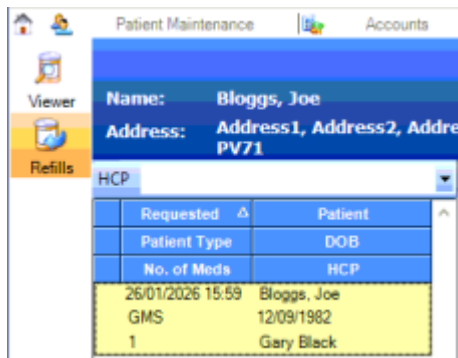 Patient Maintenance Accounts
Viewer
Refills
Name: Bloggs, Joe
Address: Address1, Address2, Addre
PV71
HCP
Requested Patient
Patient Type DOB
No. of Meds HCP
26/01/2026 15:59 Bloggs, Joe
GMS 12/09/1982
1 Gary Black